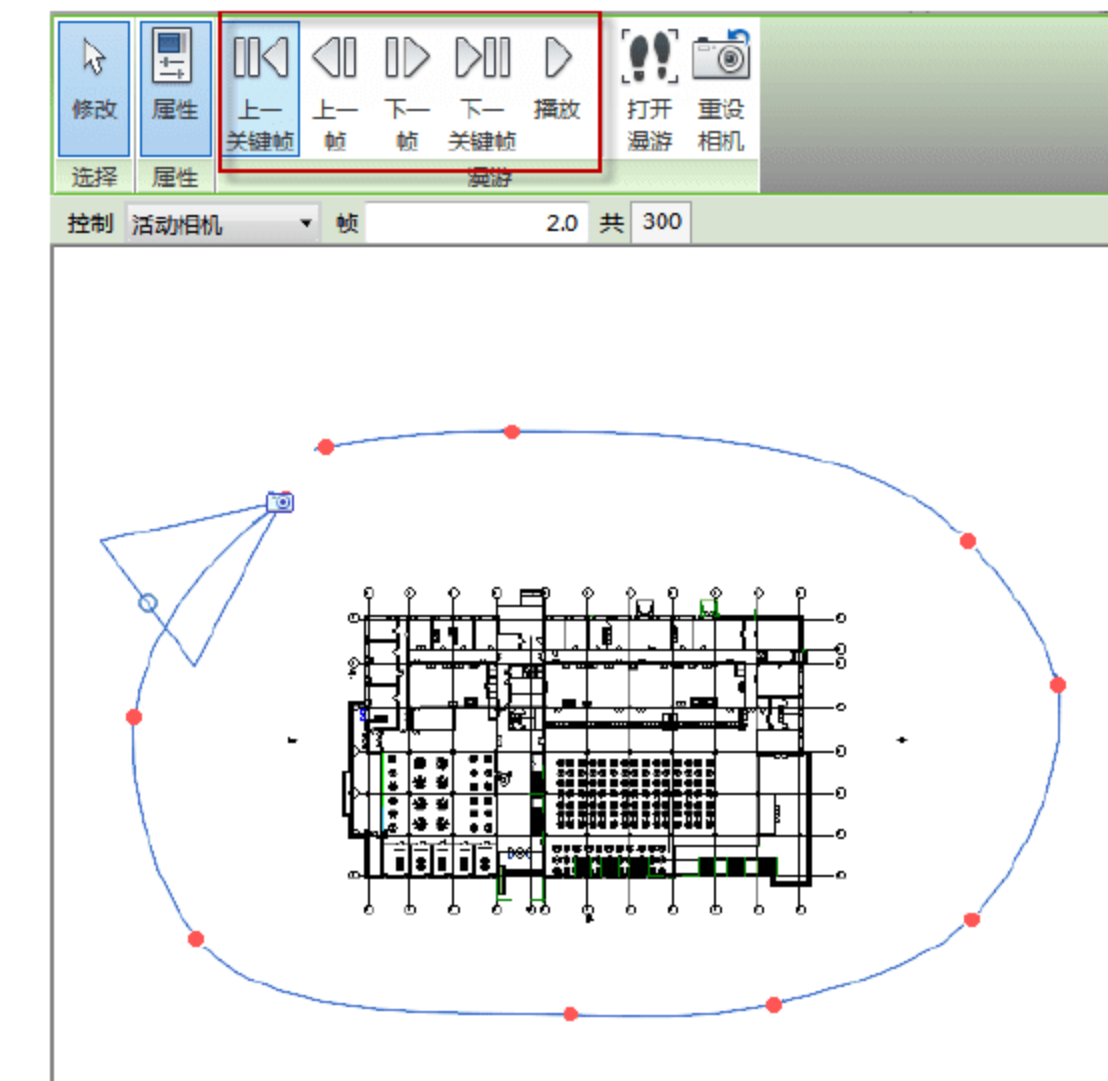 修改
属性
上一
关键帧
上一
帧
下一
帧
下一
关键帧
播放
打开
漫游
重设
相机
选择
属性
漫游
控制 活动相机 帧 2.0 共 300